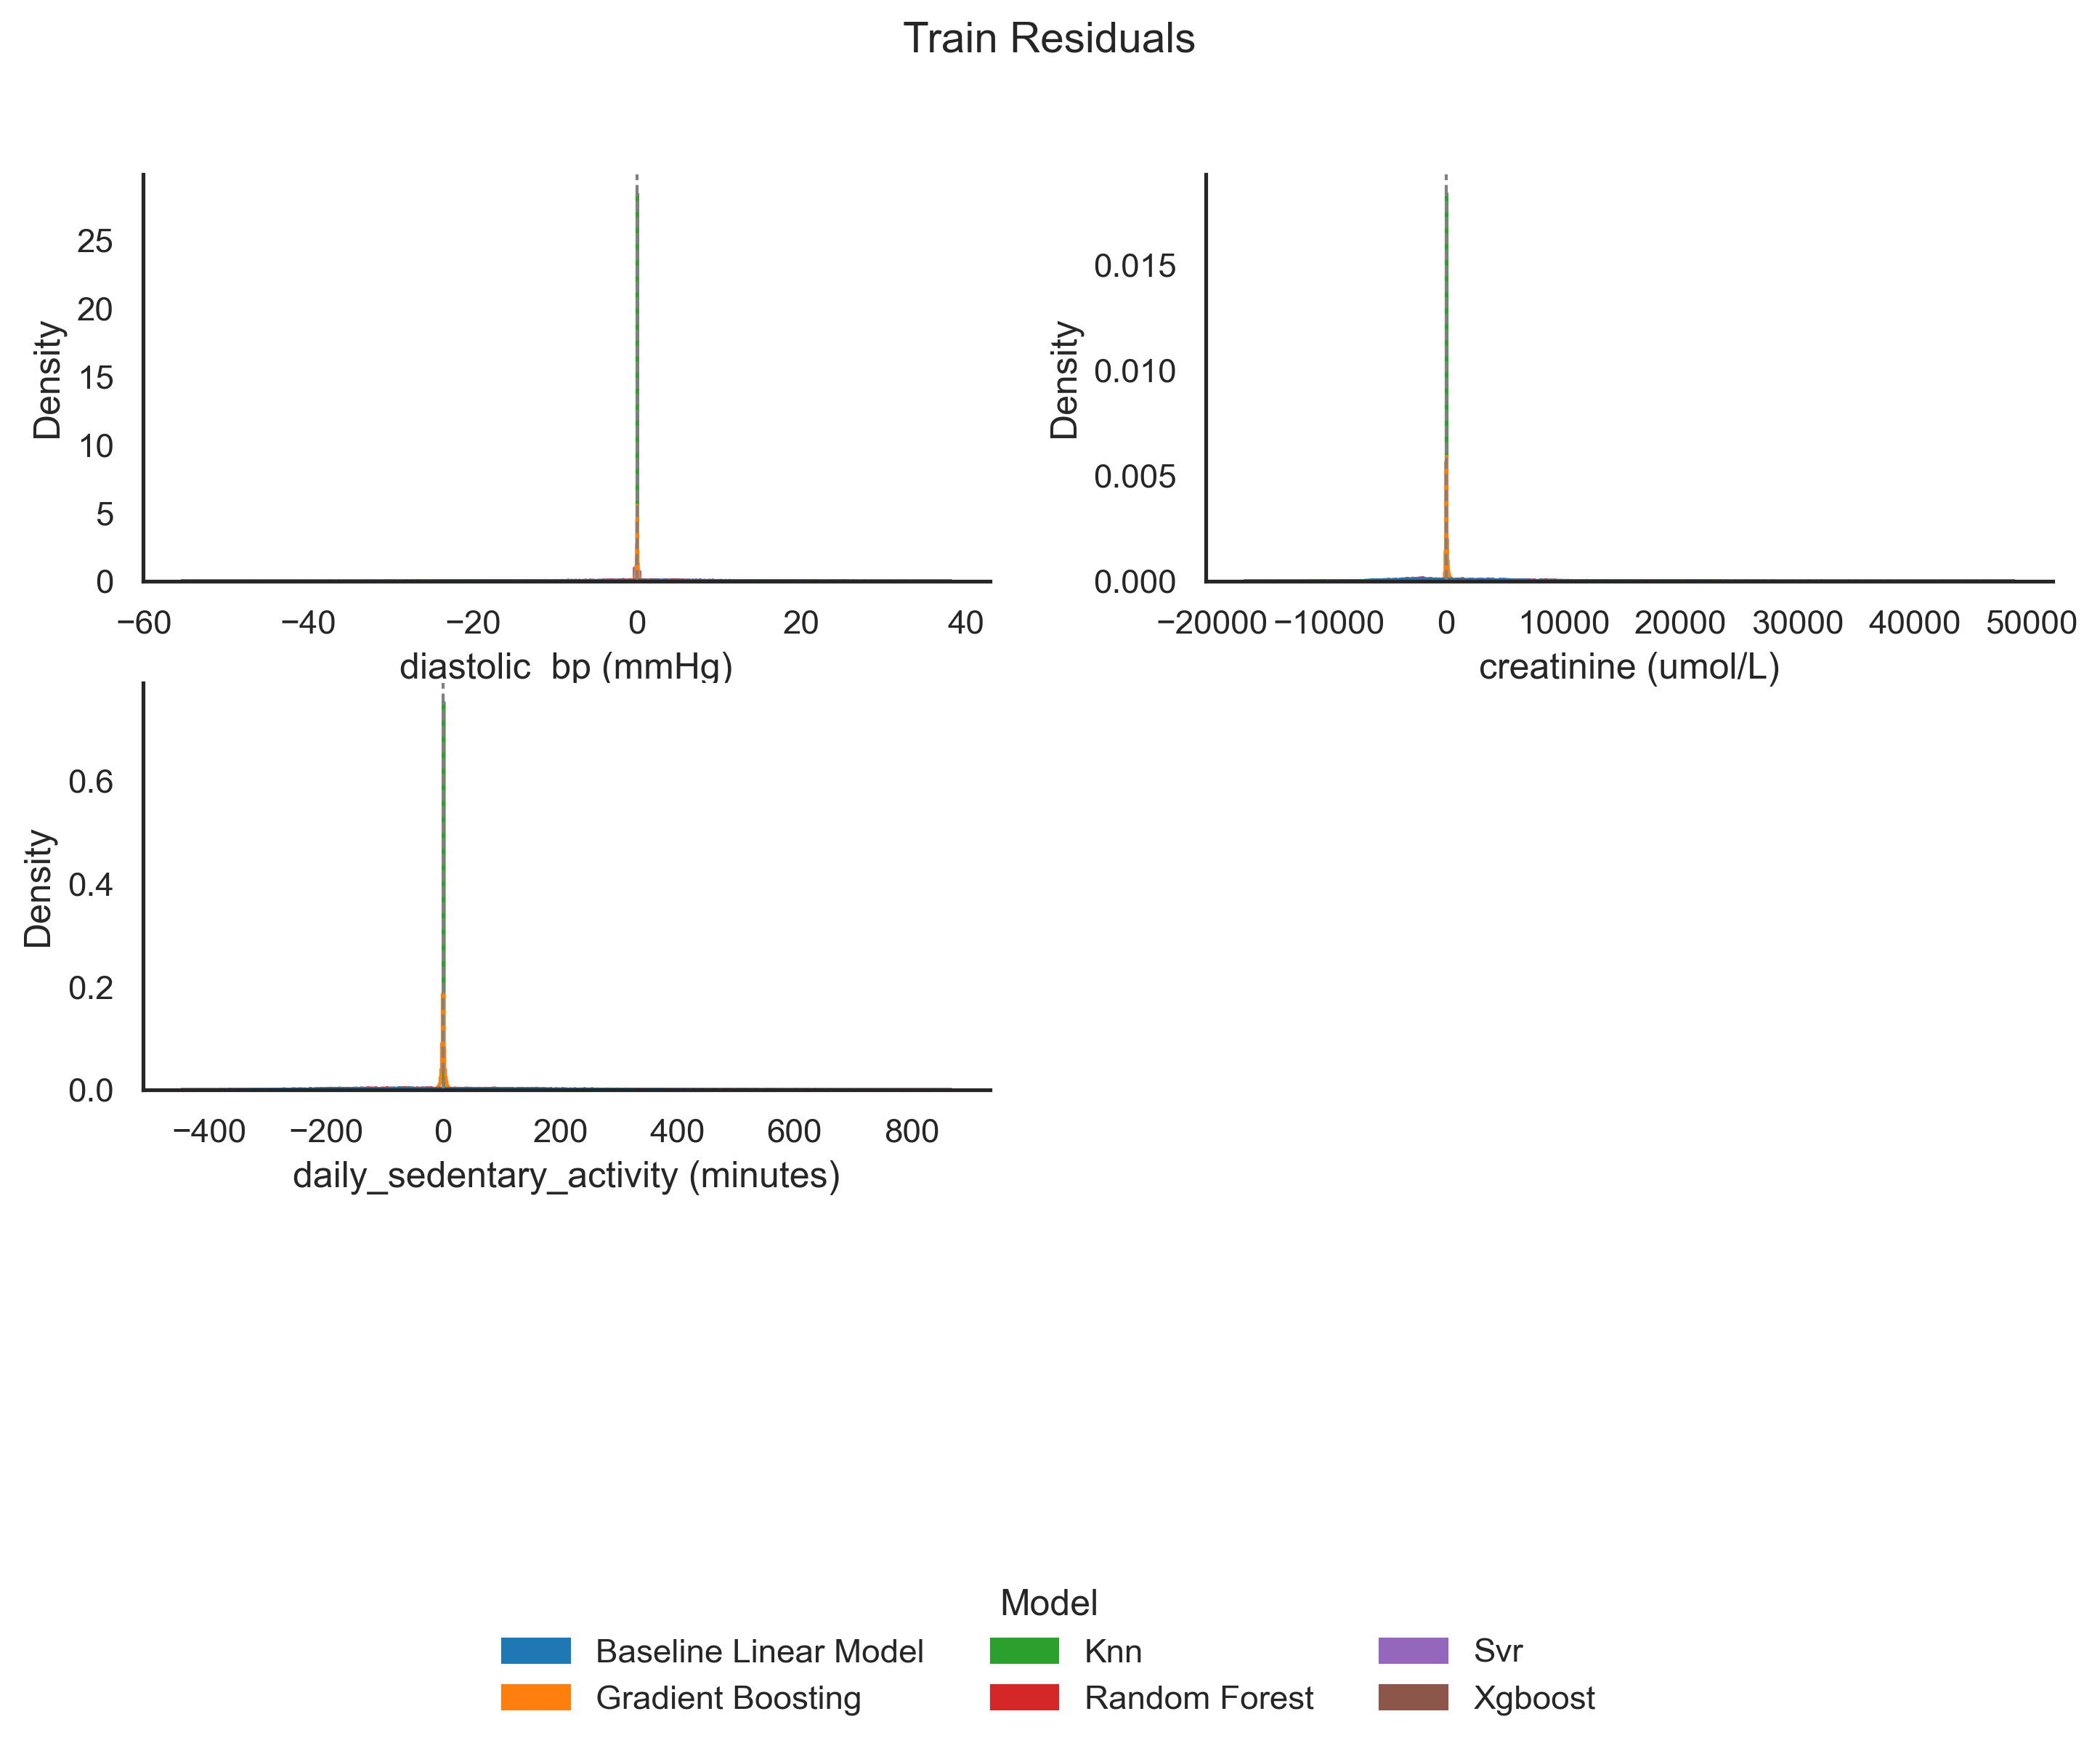 Train Residuals
Density
25
20
15
10
5
0
−60 −40 −20 0 20 40
diastolic bp (mmHg)
Density
0.015
0.010
0.005
0.000
−20000 −10000 0 10000 20000 30000 40000 50000
creatinine (umol/L)
Density
0.6
0.4
0.2
0.0
−400 −200 0 200 400 600 800
daily_sedentary_activity (minutes)
Model
Baseline Linear Model Knn Svr
Gradient Boosting Random Forest Xgboost